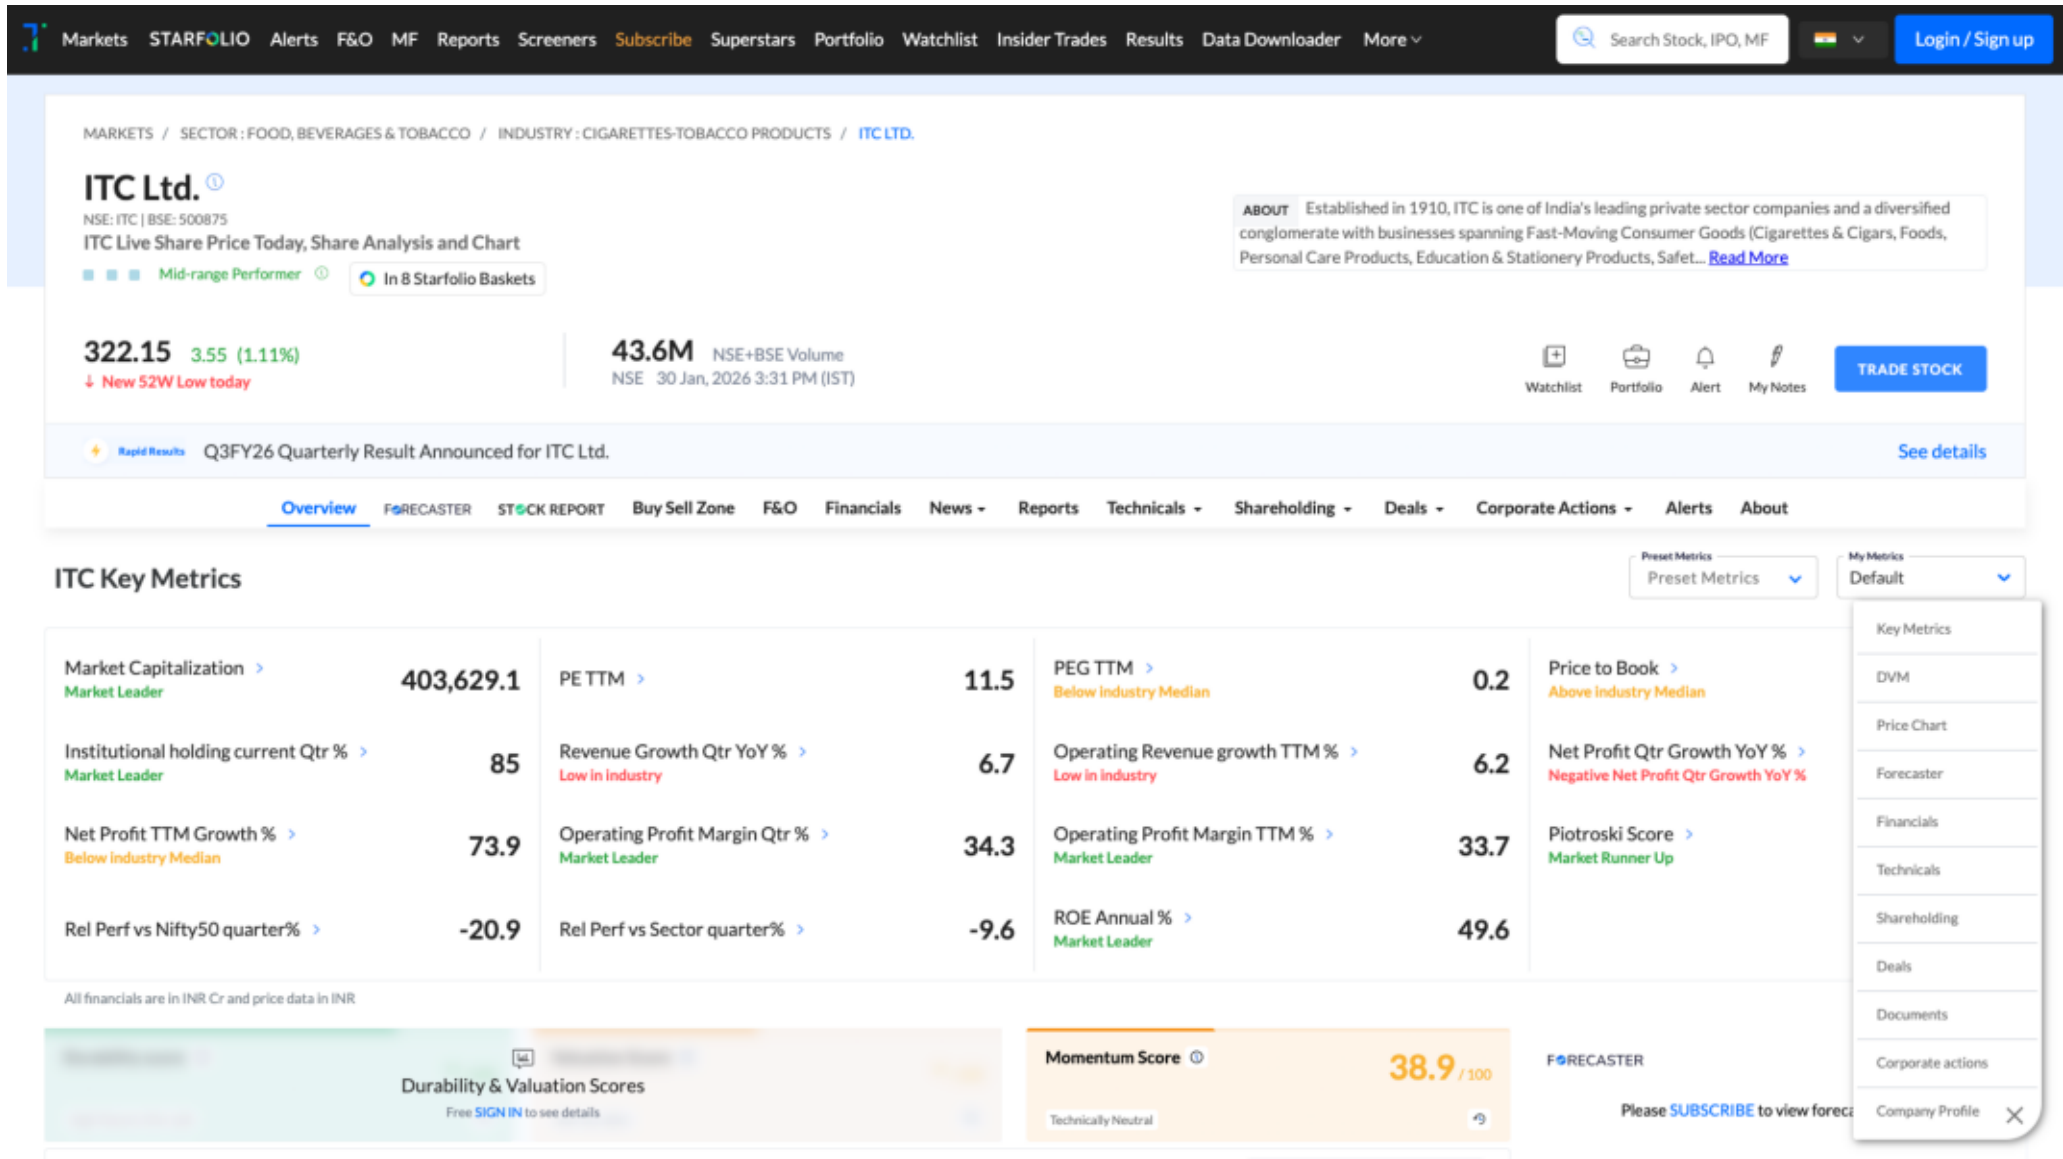 Markets STARFOLIO Alerts F&O MF Reports Screeners Subscribe Superstars Portfolio Watchlist Insider Trades Results Data Downloader More Search Stock, IPO, MF Login / Sign up
MARKETS / SECTOR : FOOD, BEVERAGES & TOBACCO / INDUSTRY : CIGARETTES-TOBACCO PRODUCTS / ITC LTD.
ITC Ltd.
NSE: ITC | BSE: 500875
ITC Live Share Price Today, Share Analysis and Chart
Mid-range Performer In 8 Starfolio Baskets
ABOUT Established in 1910, ITC is one of India's leading private sector companies and a diversified
conglomerate with businesses spanning Fast-Moving Consumer Goods (Cigarettes & Cigars, Foods,
Personal Care Products, Education & Stationery Products, Safet... Read More
322.15 3.55 (1.11%)
↓ New 52W Low today
43.6M NSE+BSE Volume
NSE 30 Jan, 2026 3:31 PM (IST)
Watchlist Portfolio Alert My Notes TRADE STOCK
Rapid Results Q3FY26 Quarterly Result Announced for ITC Ltd. See details
Overview FORECASTER STOCK REPORT Buy Sell Zone F&O Financials News Reports Technicals Shareholding Deals Corporate Actions Alerts About
ITC Key Metrics
Preset Metrics
Preset Metrics
My Metrics
Default
Market Capitalization 403,629.1
Market Leader
PE TTM 11.5
PEG TTM 0.2
Below industry Median
Price to Book
Above industry Median
Institutional holding current Qtr % 85
Market Leader
Revenue Growth Qtr YoY % 6.7
Low in industry
Operating Revenue growth TTM % 6.2
Low in industry
Net Profit Qtr Growth YoY %
Negative Net Profit Qtr Growth YoY %
Net Profit TTM Growth % 73.9
Below industry Median
Operating Profit Margin Qtr % 34.3
Market Leader
Operating Profit Margin TTM % 33.7
Market Leader
Piotroski Score
Market Runner Up
Rel Perf vs Nifty50 quarter% -20.9
Rel Perf vs Sector quarter% -9.6
ROE Annual % 49.6
Market Leader
Key Metrics
DVM
Price Chart
Forecaster
Financials
Technicals
Shareholding
Deals
Documents
Corporate actions
Company Profile
All financials are in INR Cr and price data in INR
Durability & Valuation Scores
Free SIGN IN to see details
Momentum Score 38.9 / 100
Technically Neutral
FORECASTER
Please SUBSCRIBE to view foreca